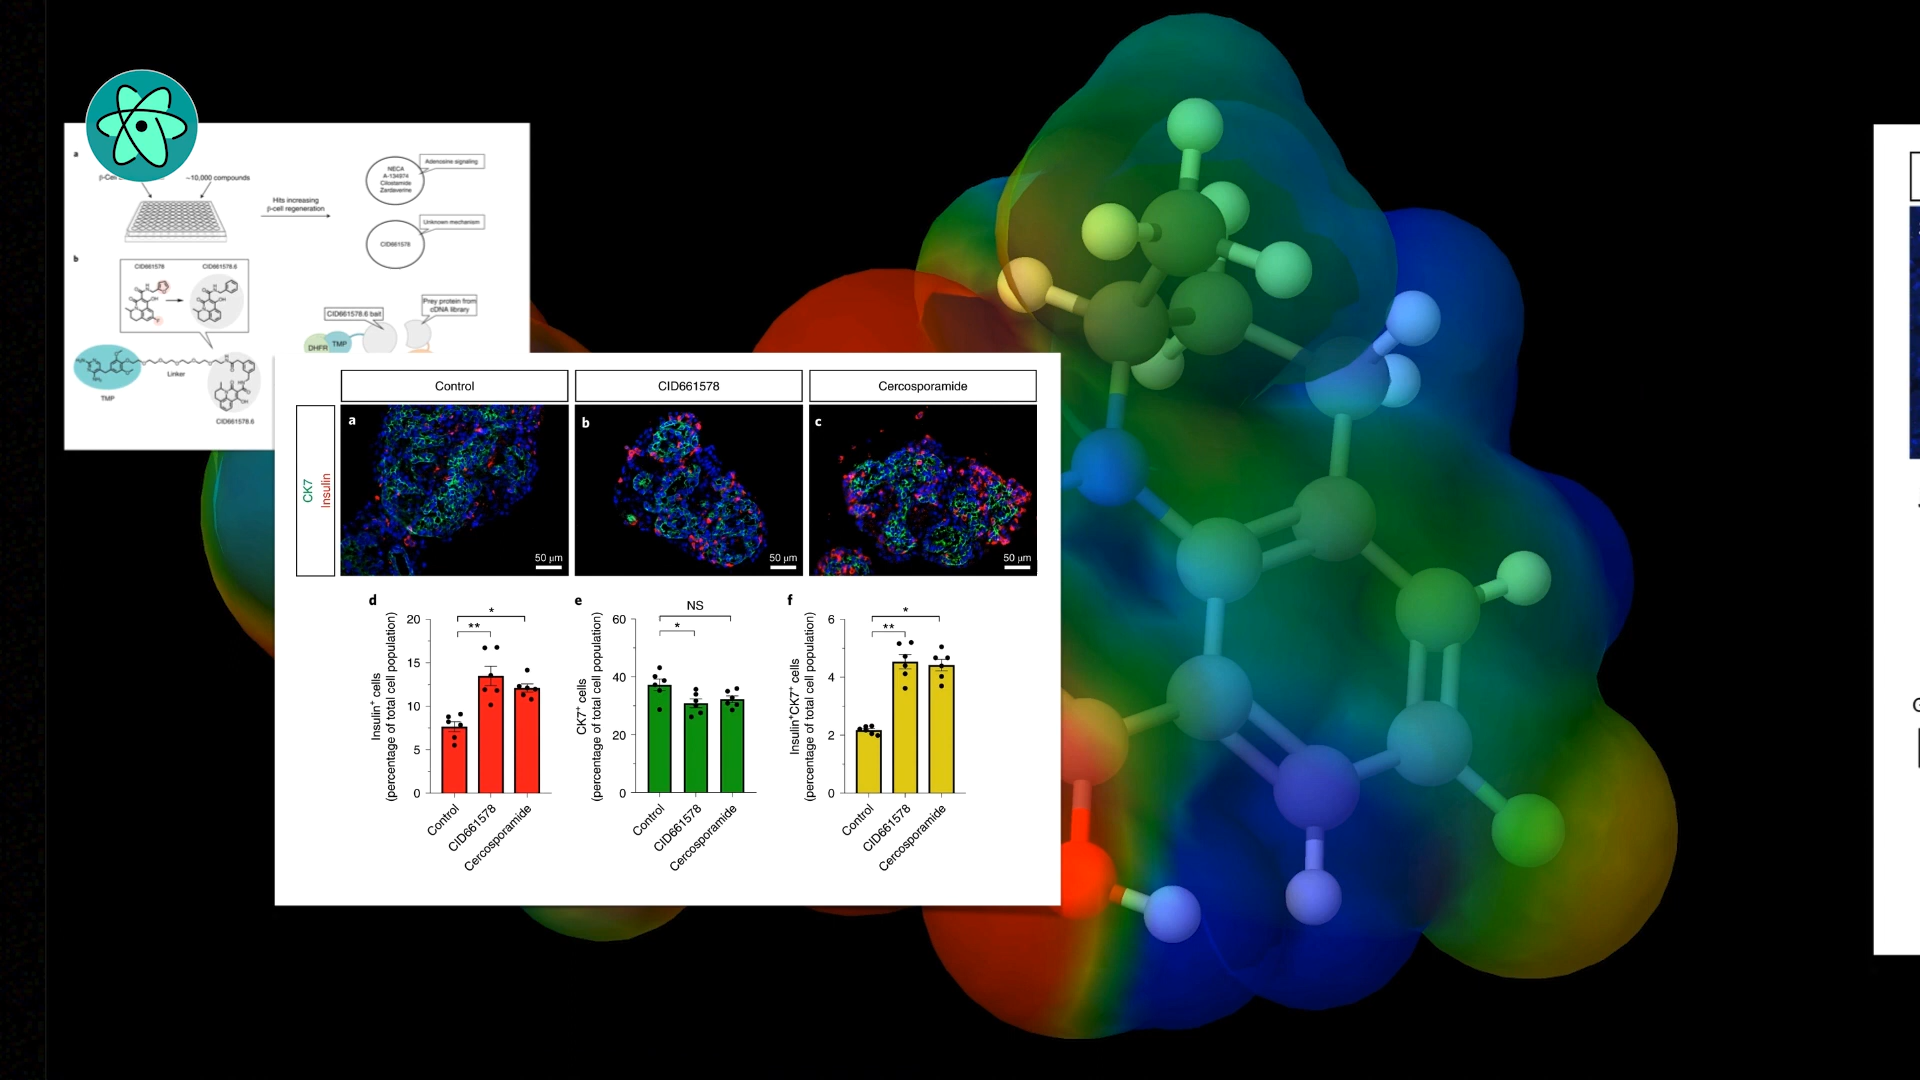 a
~10,000 compounds
Hits increasing
β-cell regeneration
NECA
A-134974
Cilostamide
Zardaverine
Adenosine signaling
CID661578
Unknown mechanism
b
CID661578
CID661578.6
CID661578.6 bait
Prey protein from
cDNA library
DHFR
TMP
Linker
TMP
CID661578.6
Control
CID661578
Cercosporamide
CK7
Insulin
a
50 μm
b
50 μm
c
50 μm
d
Insulin⁺ cells
(percentage of total cell population)
20
15
10
5
0
**
*
Control
CID661578
Cercosporamide
e
CK7⁺ cells
(percentage of total cell population)
60
40
20
0
*
NS
Control
CID661578
Cercosporamide
f
Insulin⁺CK7⁺ cells
(percentage of total cell population)
6
4
2
0
**
*
Control
CID661578
Cercosporamide